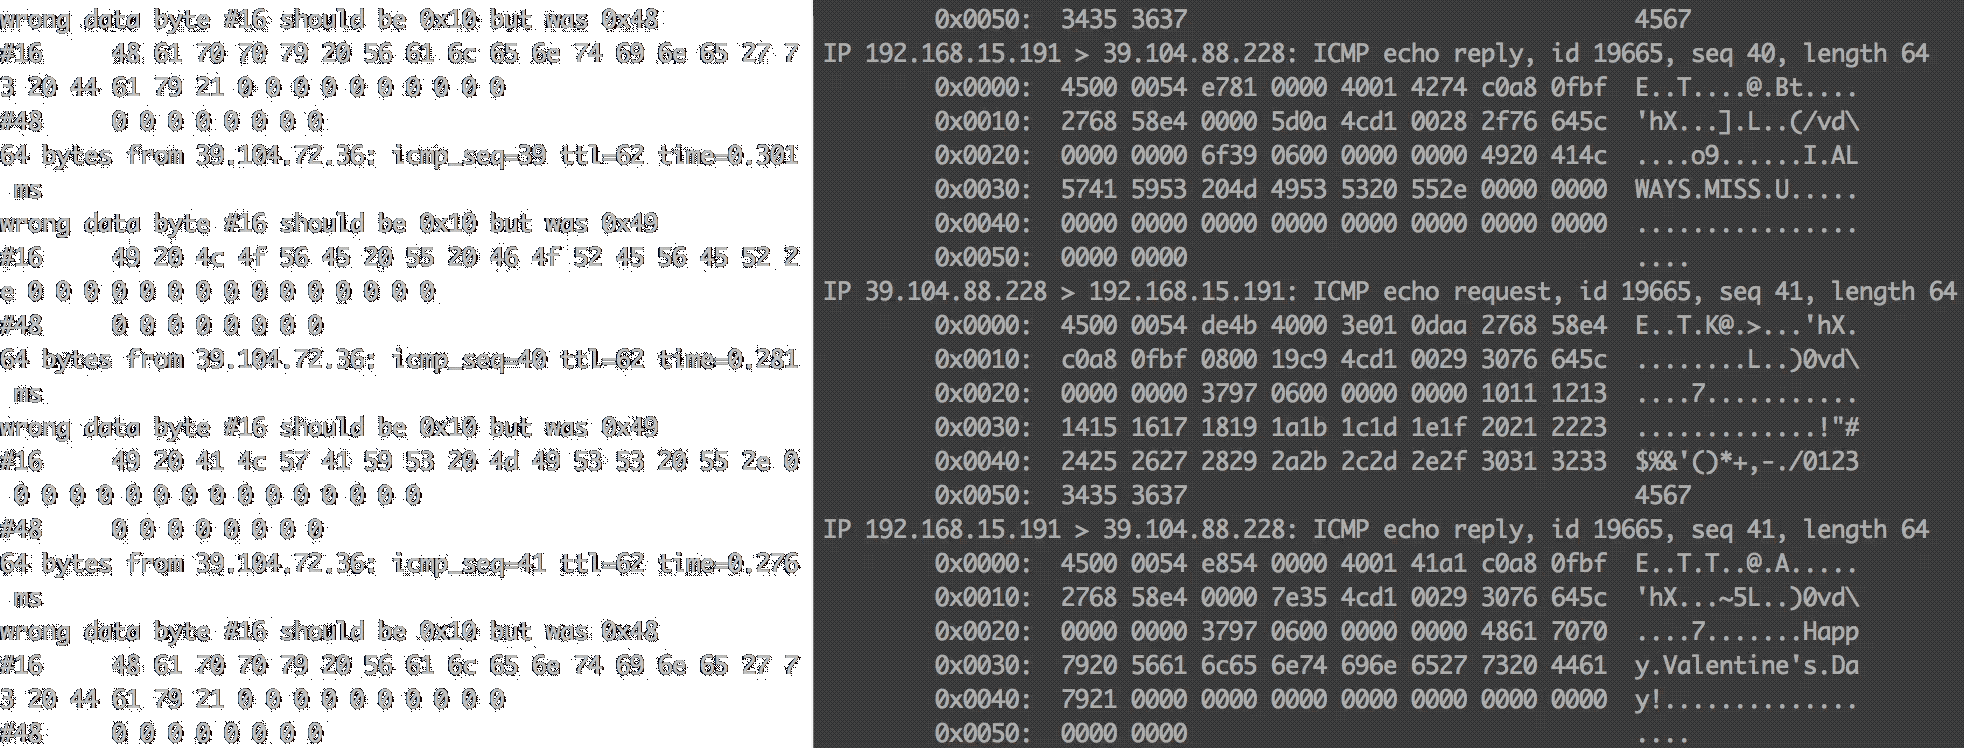 wrong data byte #16 should be 0x10 but was 0x48
#16     48 61 70 70 79 20 56 61 6c 65 6e 74 69 6e 65 27 7
3 20 44 61 79 21 0 0 0 0 0 0 0 0 0 0
#48     0 0 0 0 0 0 0 0
64 bytes from 39.104.72.36: icmp_seq=39 ttl=62 time=0.301
 ms
wrong data byte #16 should be 0x10 but was 0x49
#16     49 20 4c 4f 56 45 20 55 20 46 4f 52 45 56 45 52 2
e 0 0 0 0 0 0 0 0 0 0 0 0 0 0 0
#48     0 0 0 0 0 0 0 0
64 bytes from 39.104.72.36: icmp_seq=40 ttl=62 time=0.281
 ms
wrong data byte #16 should be 0x10 but was 0x49
#16     49 20 41 4c 57 41 59 53 20 4d 49 53 53 20 55 2e 0
 0 0 0 0 0 0 0 0 0 0 0 0 0 0 0
#48     0 0 0 0 0 0 0 0
64 bytes from 39.104.72.36: icmp_seq=41 ttl=62 time=0.276
 ms
wrong data byte #16 should be 0x10 but was 0x48
#16     48 61 70 70 79 20 56 61 6c 65 6e 74 69 6e 65 27 7
3 20 44 61 79 21 0 0 0 0 0 0 0 0 0 0
#48     0 0 0 0 0 0 0 0
0x0050:  3435 3637                                4567
IP 192.168.15.191 > 39.104.88.228: ICMP echo reply, id 19665, seq 40, length 64
0x0000:  4500 0054 e781 0000 4001 4274 c0a8 0fbf  E..T....@.Bt....
0x0010:  2768 58e4 0000 5d0a 4cd1 0028 2f76 645c  'hX...].L..(/vd\
0x0020:  0000 0000 6f39 0600 0000 0000 4920 414c  ....o9......I.AL
0x0030:  5741 5953 204d 4953 5320 552e 0000 0000  WAYS.MISS.U.....
0x0040:  0000 0000 0000 0000 0000 0000 0000 0000  ................
0x0050:  0000 0000                                ....
IP 39.104.88.228 > 192.168.15.191: ICMP echo request, id 19665, seq 41, length 64
0x0000:  4500 0054 de4b 4000 3e01 0daa 2768 58e4  E..T.K@.>...'hX.
0x0010:  c0a8 0fbf 0800 19c9 4cd1 0029 3076 645c  ........L..)0vd\
0x0020:  0000 0000 3797 0600 0000 0000 1011 1213  ....7...........
0x0030:  1415 1617 1819 1a1b 1c1d 1e1f 2021 2223  .............!"#
0x0040:  2425 2627 2829 2a2b 2c2d 2e2f 3031 3233  $%&'()*+,-./0123
0x0050:  3435 3637                                4567
IP 192.168.15.191 > 39.104.88.228: ICMP echo reply, id 19665, seq 41, length 64
0x0000:  4500 0054 e854 0000 4001 41a1 c0a8 0fbf  E..T.T..@.A.....
0x0010:  2768 58e4 0000 7e35 4cd1 0029 3076 645c  'hX...~5L..)0vd\
0x0020:  0000 0000 3797 0600 0000 0000 4861 7070  ....7.......Happ
0x0030:  7920 5661 6c65 6e74 696e 6527 7320 4461  y.Valentine's.Da
0x0040:  7921 0000 0000 0000 0000 0000 0000 0000  y!..............
0x0050:  0000 0000                                ....